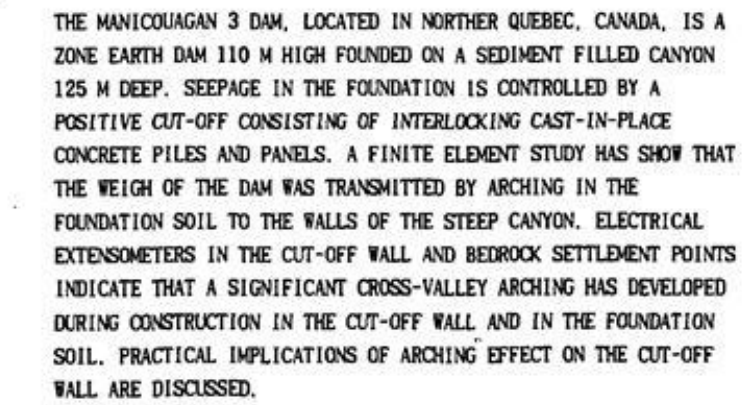 THE MANICOUAGAN 3 DAM, LOCATED IN NORTHER QUEBEC, CANADA, IS A
ZONE EARTH DAM 110 M HIGH FOUNDED ON A SEDIMENT FILLED CANYON
125 M DEEP. SEEPAGE IN THE FOUNDATION IS CONTROLLED BY A
POSITIVE CUT-OFF CONSISTING OF INTERLOCKING CAST-IN-PLACE
CONCRETE PILES AND PANELS. A FINITE ELEMENT STUDY HAS SHOW THAT
THE WEIGH OF THE DAM WAS TRANSMITTED BY ARCHING IN THE
FOUNDATION SOIL TO THE WALLS OF THE STEEP CANYON. ELECTRICAL
EXTENSOMETERS IN THE CUT-OFF WALL AND BEDROCK SETTLEMENT POINTS
INDICATE THAT A SIGNIFICANT CROSS-VALLEY ARCHING HAS DEVELOPED
DURING CONSTRUCTION IN THE CUT-OFF WALL AND IN THE FOUNDATION
SOIL. PRACTICAL IMPLICATIONS OF ARCHING EFFECT ON THE CUT-OFF
WALL ARE DISCUSSED.